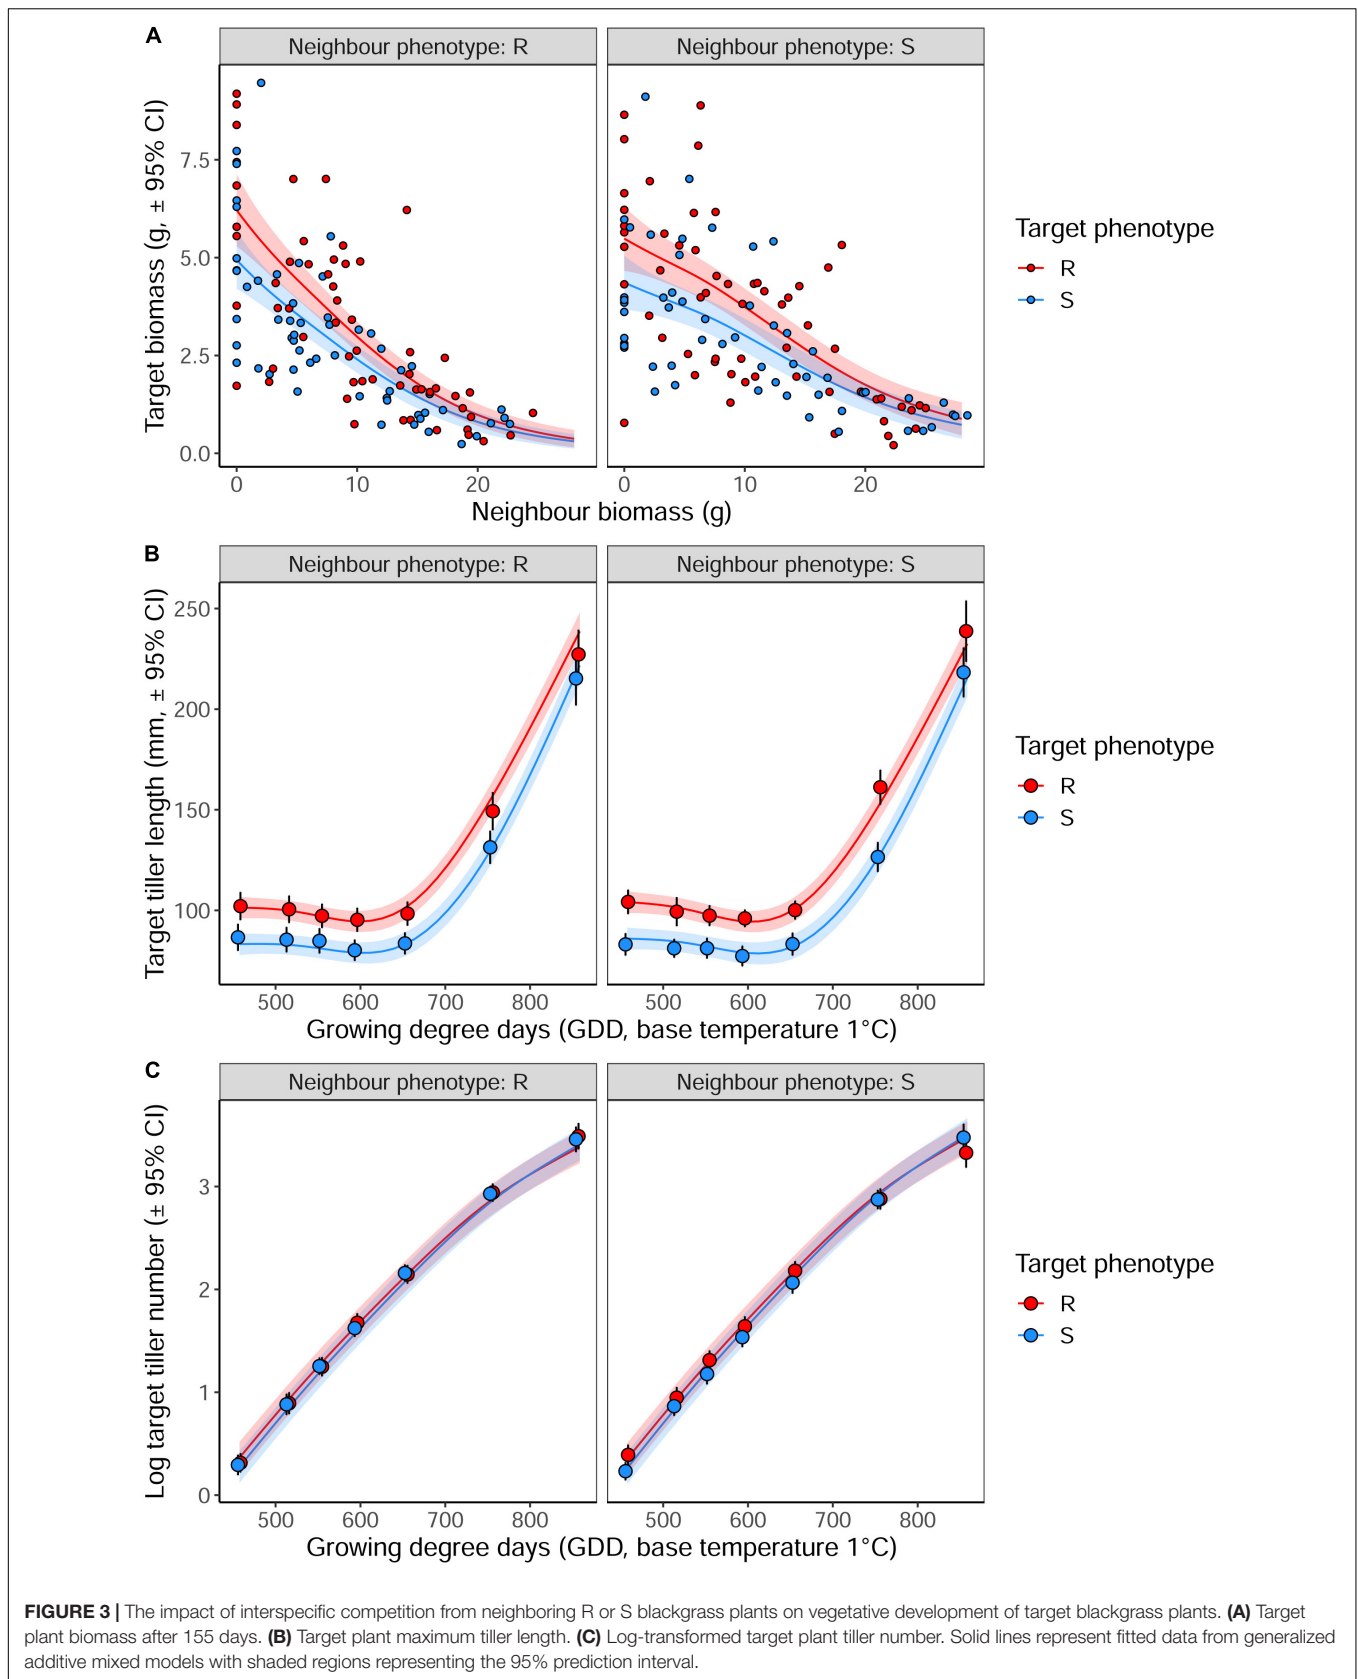 A
Neighbour phenotype: R
Neighbour phenotype: S
Target biomass (g, ± 95% CI)
7.5
5.0
2.5
0.0
0 10 20
0 10 20
Neighbour biomass (g)
Target phenotype
R
S
B
Neighbour phenotype: R
Neighbour phenotype: S
Target tiller length (mm, ± 95% CI)
250
200
150
100
500 600 700 800
500 600 700 800
Growing degree days (GDD, base temperature 1°C)
Target phenotype
R
S
C
Neighbour phenotype: R
Neighbour phenotype: S
Log target tiller number (± 95% CI)
3
2
1
0
500 600 700 800
500 600 700 800
Growing degree days (GDD, base temperature 1°C)
Target phenotype
R
S
FIGURE 3 | The impact of interspecific competition from neighboring R or S blackgrass plants on vegetative development of target blackgrass plants. (A) Target
plant biomass after 155 days. (B) Target plant maximum tiller length. (C) Log-transformed target plant tiller number. Solid lines represent fitted data from generalized
additive mixed models with shaded regions representing the 95% prediction interval.